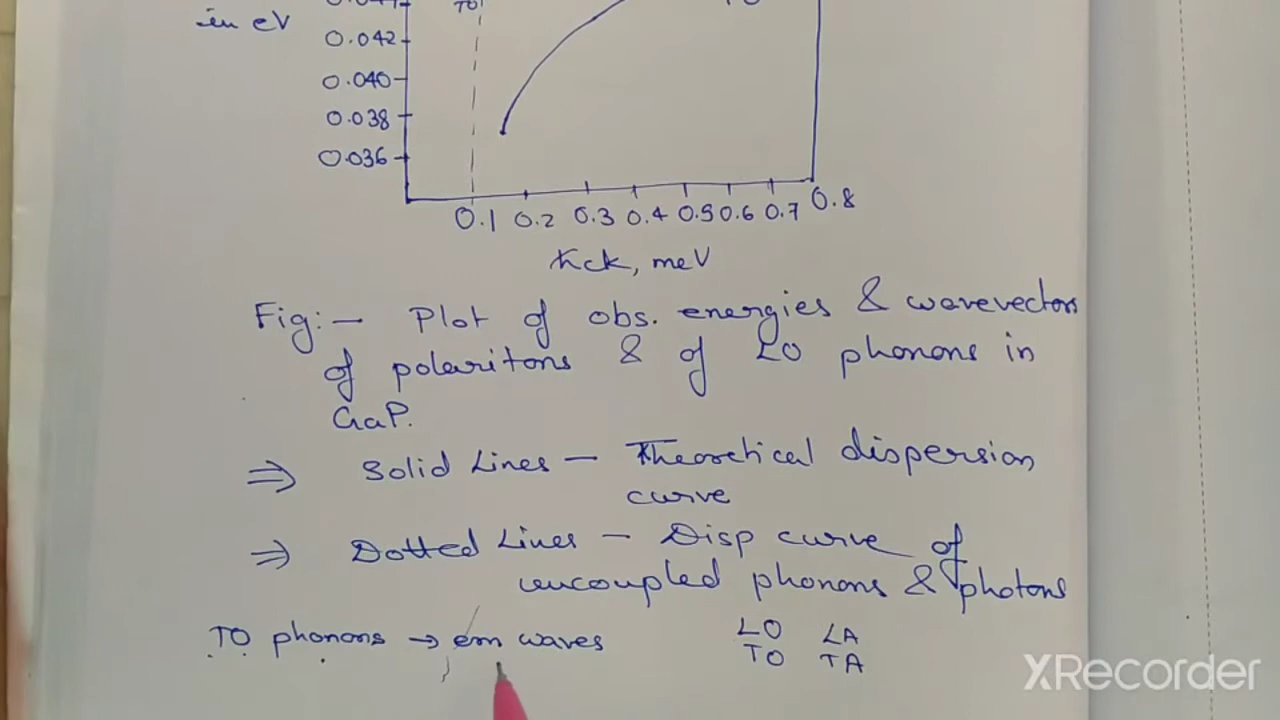 TO
in eV
0.042
0.040
0.038
0.036
0.1 0.2 0.3 0.4 0.5 0.6 0.7 0.8
ħck, meV
Fig:- Plot of obs. energies & wavevectors
of polaritons & of LO phonons in
GaP.
⇒ Solid Lines - Theoretical dispersion
curve
⇒ Dotted Lines - Disp curve of
uncoupled phonons & photons
TO phonons → em waves
LO LA
TO TA
XRecorder